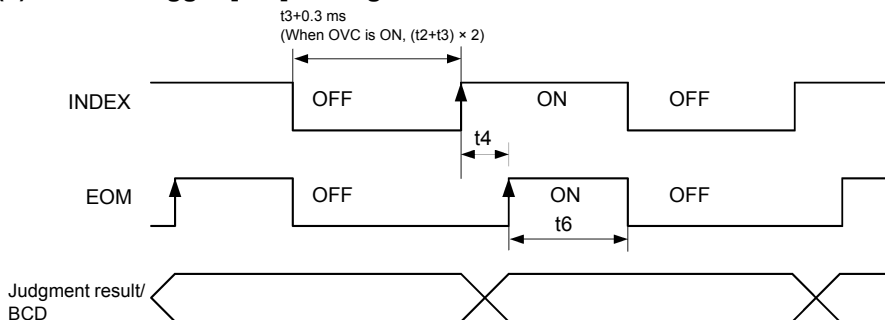 t3+0.3 ms
(When OVC is ON, (t2+t3) × 2)
INDEX
OFF
ON
OFF
t4
EOM
OFF
ON
OFF
t6
Judgment result/
BCD